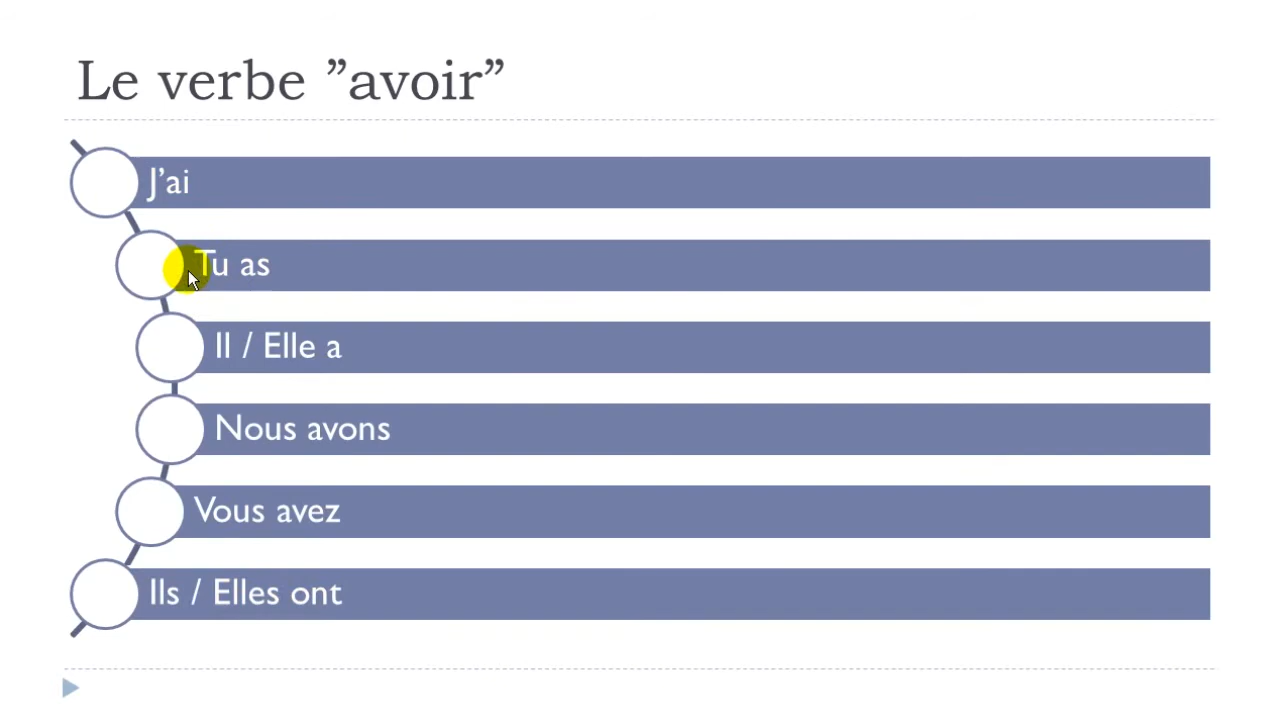 Le verbe ”avoir”
J’ai
Tu as
Il / Elle a
Nous avons
Vous avez
Ils / Elles ont